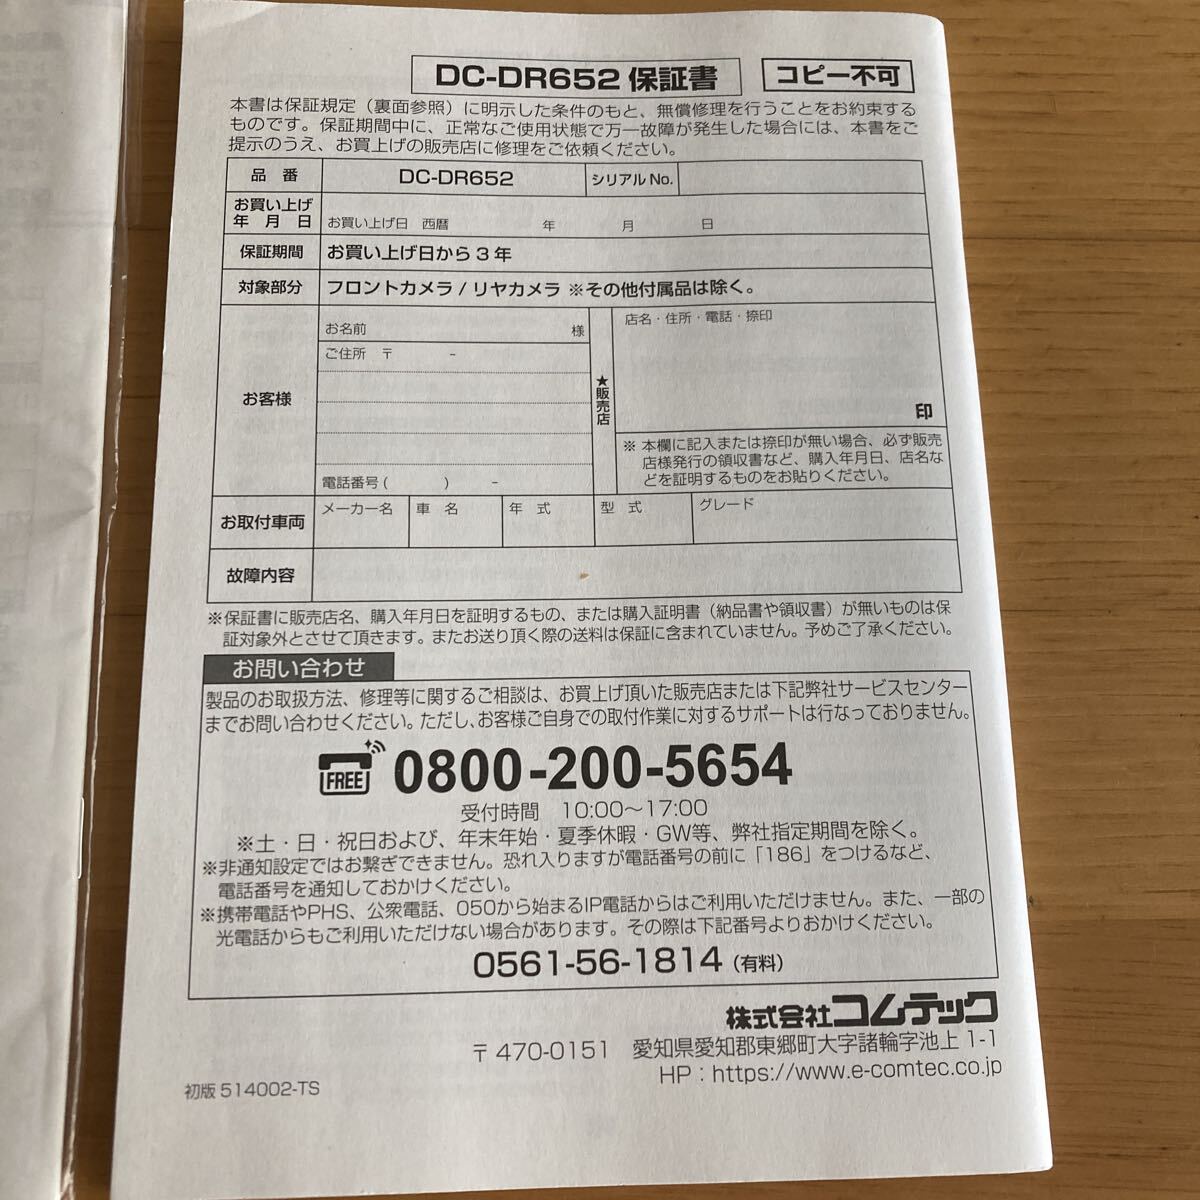 DC-DR652 保証書
コピー不可
本書は保証規定（裏面参照）に明示した条件のもと、無償修理を行うことをお約束する
ものです。保証期間中に、正常なご使用状態で万一故障が発生した場合には、本書をご
提示のうえ、お買上げの販売店に修理をご依頼ください。
品 番 DC-DR652 シリアルNo.
お買い上げ
年 月 日 お買い上げ日 西暦 年 月 日
保証期間 お買い上げ日から3年
対象部分 フロントカメラ / リヤカメラ ※その他付属品は除く。
お客様
お名前 様
ご住所 〒 -
電話番号( ) -
★販売店
店名・住所・電話・捺印
印
※ 本欄に記入または捺印が無い場合、必ず販売
店様発行の領収書など、購入年月日、店名な
どを証明するものをお貼りください。
お取付車両 メーカー名 車 名 年 式 型 式 グレード
故障内容
※保証書に販売店名、購入年月日を証明するもの、または購入証明書（納品書や領収書）が無いものは保
証対象外とさせて頂きます。またお送り頂く際の送料は保証に含まれていません。予めご了承ください。
お問い合わせ
製品のお取扱方法、修理等に関するご相談は、お買上げ頂いた販売店または下記弊社サービスセンター
までお問い合わせください。ただし、お客様ご自身での取付作業に対するサポートは行なっておりません。
FREE 0800-200-5654
受付時間 10:00～17:00
※土・日・祝日および、年末年始・夏季休暇・GW等、弊社指定期間を除く。
※非通知設定ではお繋ぎできません。恐れ入りますが電話番号の前に「186」をつけるなど、
電話番号を通知しておかけください。
※携帯電話やPHS、公衆電話、050から始まるIP電話からはご利用いただけません。また、一部の
光電話からもご利用いただけない場合があります。その際は下記番号よりおかけください。
0561-56-1814（有料）
株式会社コムテック
〒470-0151 愛知県愛知郡東郷町大字諸輪字池上1-1
HP：https://www.e-comtec.co.jp
初版 514002-TS